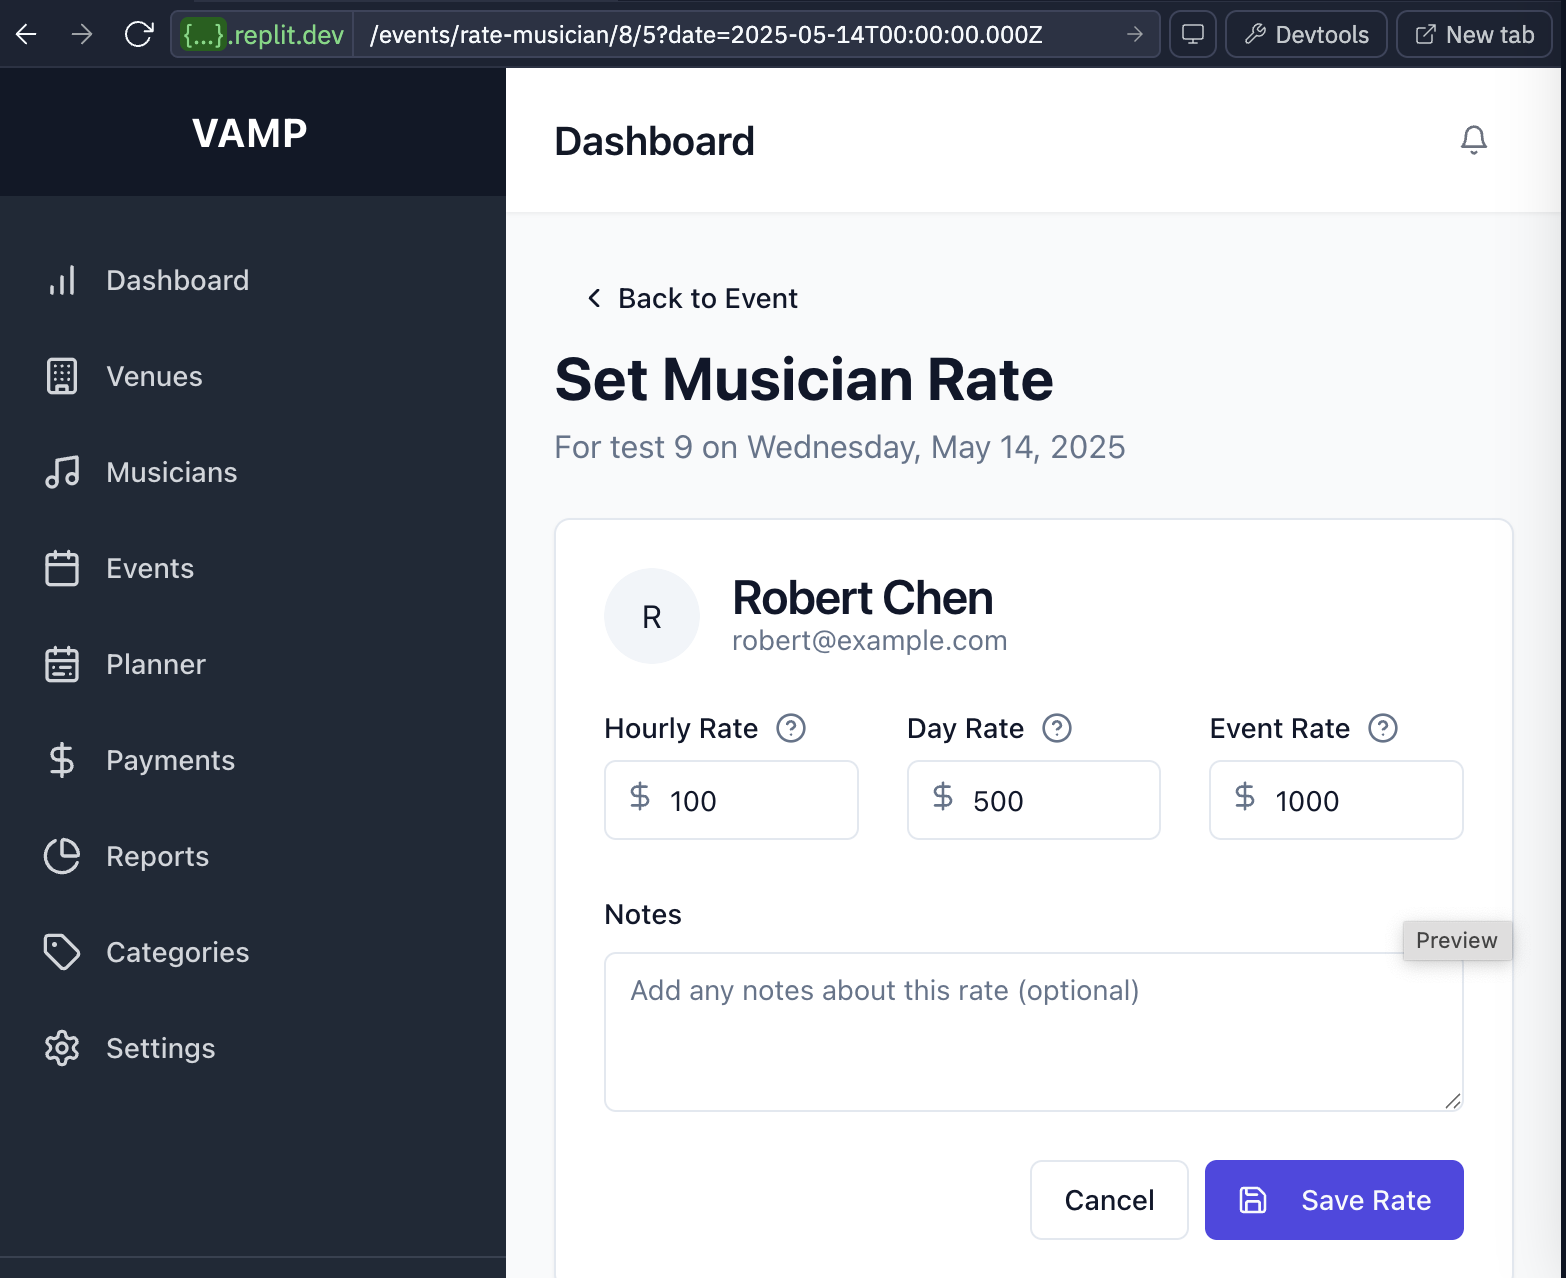 {...}.replit.dev /events/rate-musician/8/5?date=2025-05-14T00:00:00.000Z Devtools New tab
VAMP
Dashboard
Venues
Musicians
Events
Planner
Payments
Reports
Categories
Settings
Dashboard
Back to Event
Set Musician Rate
For test 9 on Wednesday, May 14, 2025
R
Robert Chen
robert@example.com
Hourly Rate Day Rate Event Rate
$ 100 $ 500 $ 1000
Notes
Preview
Add any notes about this rate (optional)
Cancel Save Rate